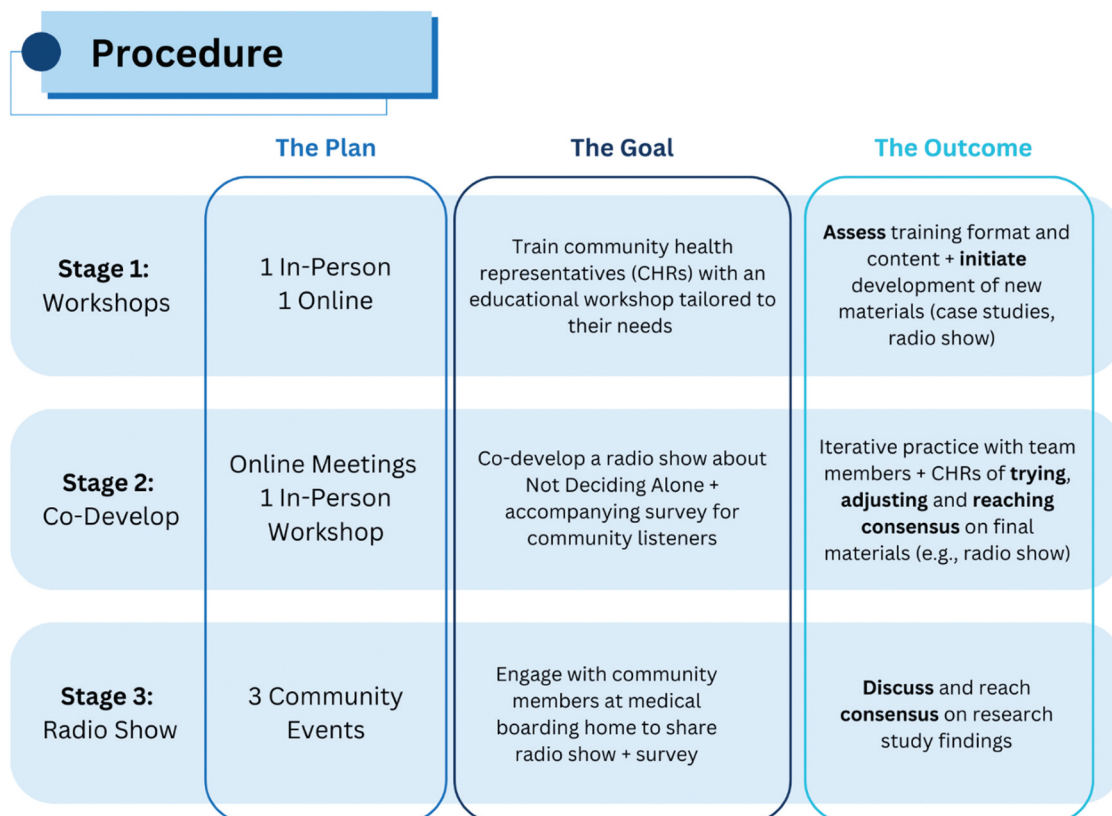 Procedure
The Plan
The Goal
The Outcome
Stage 1:
Workshops
1 In-Person
1 Online
Train community health
representatives (CHRs) with an
educational workshop tailored to
their needs
Assess training format and
content + initiate
development of new
materials (case studies,
radio show)
Stage 2:
Co-Develop
Online Meetings
1 In-Person
Workshop
Co-develop a radio show about
Not Deciding Alone +
accompanying survey for
community listeners
Iterative practice with team
members + CHRs of trying,
adjusting and reaching
consensus on final
materials (e.g., radio show)
Stage 3:
Radio Show
3 Community
Events
Engage with community
members at medical
boarding home to share
radio show + survey
Discuss and reach
consensus on research
study findings